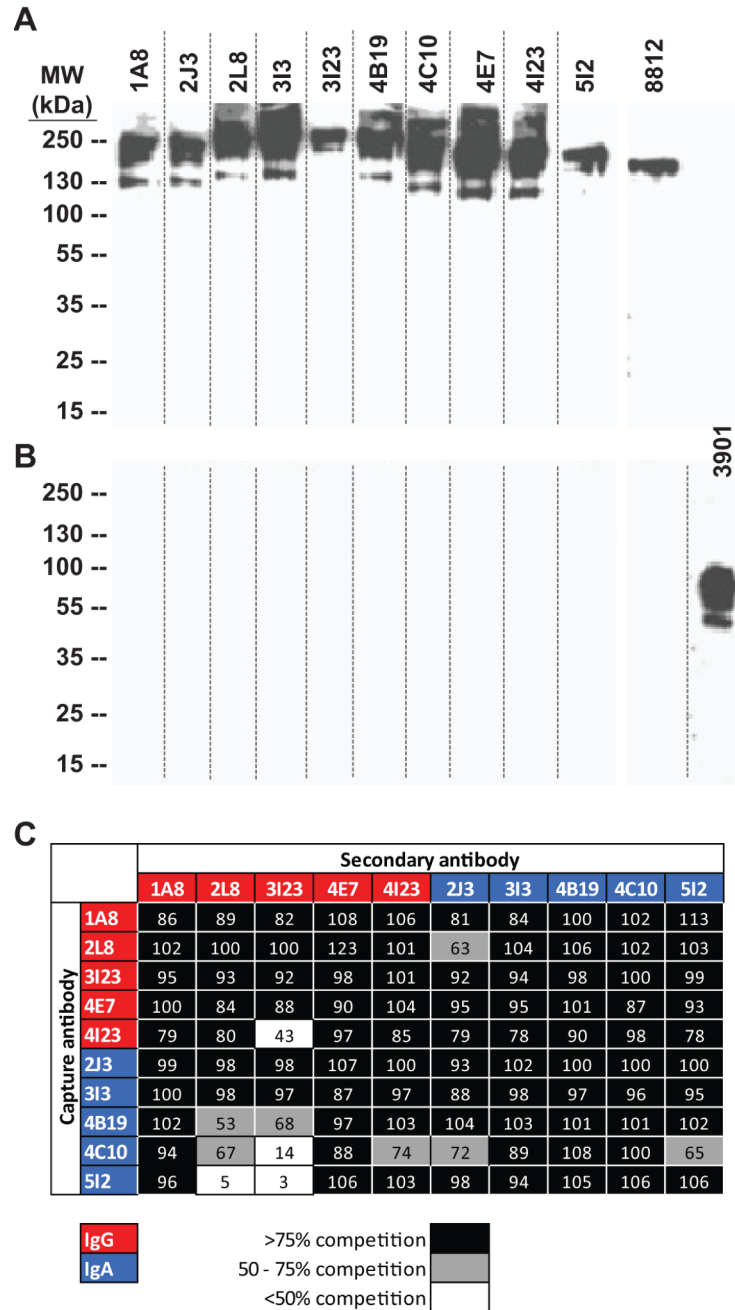 A
MW
(kDa)
1A8 2J3 2L8 3I3 3I23 4B19 4C10 4E7 4I23 5I2 8812
250 --
130 --
100 --
55 --
35 --
25 --
15 --
B
3901
250 --
130 --
100 --
55 --
35 --
25 --
15 --
C
Secondary antibody
1A8 2L8 3I23 4E7 4I23 2J3 3I3 4B19 4C10 5I2
Capture antibody
1A8 86 89 82 108 106 81 84 100 102 113
2L8 102 100 100 123 101 63 104 106 102 103
3I23 95 93 92 98 101 92 94 98 100 99
4E7 100 84 88 90 104 95 95 101 87 93
4I23 79 80 43 97 85 79 78 90 98 78
2J3 99 98 98 107 100 93 102 100 100 100
3I3 100 98 97 87 97 88 98 97 96 95
4B19 102 53 68 97 103 104 103 101 101 102
4C10 94 67 14 88 74 72 89 108 100 65
5I2 96 5 3 106 103 98 94 105 106 106
IgG >75% competition
IgA 50 - 75% competition
<50% competition